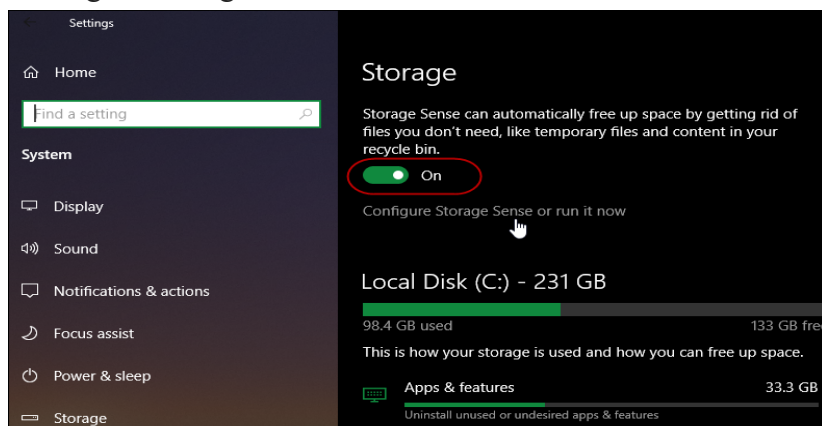 Settings
Home
Find a setting
System
Display
Sound
Notifications & actions
Focus assist
Power & sleep
Storage
Storage
Storage Sense can automatically free up space by getting rid of
files you don't need, like temporary files and content in your
recycle bin.
On
Configure Storage Sense or run it now
Local Disk (C:) - 231 GB
98.4 GB used
133 GB fre
This is how your storage is used and how you can free up space.
Apps & features
33.3 GB
Uninstall unused or undesired apps & features